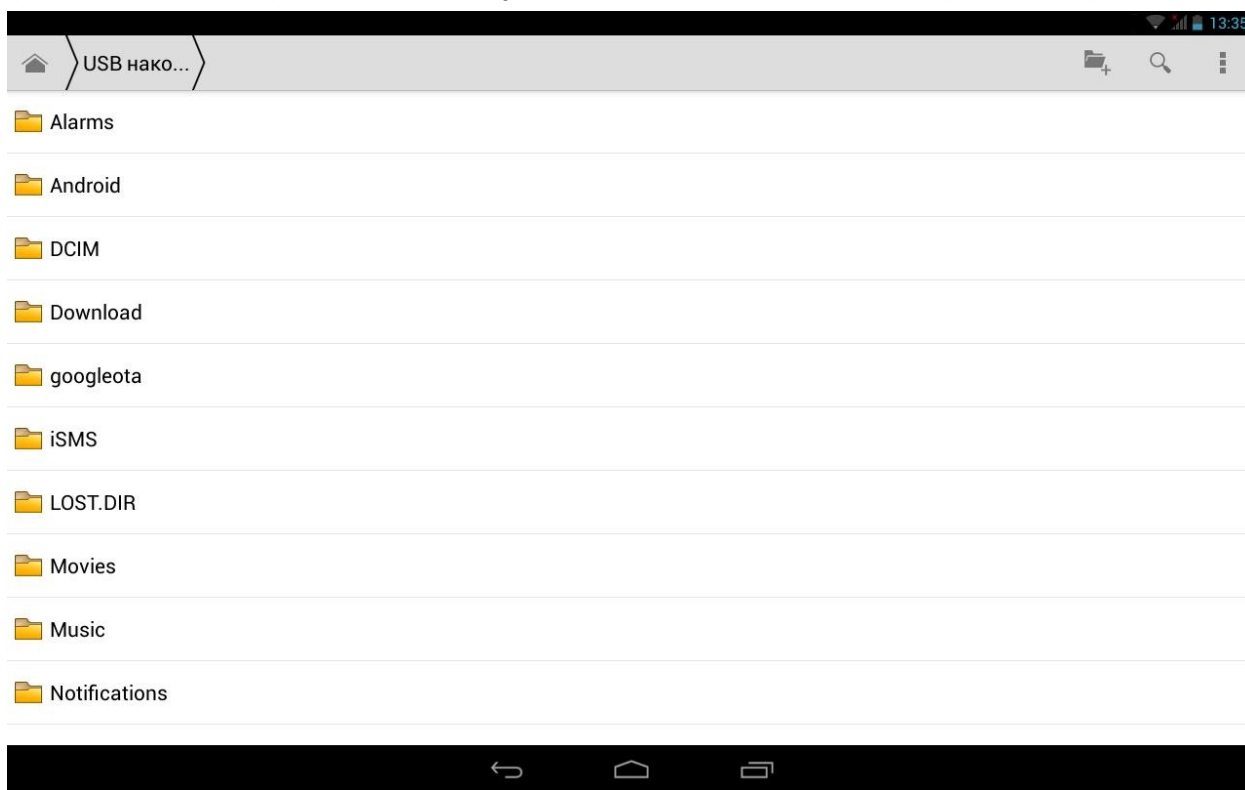 13:35
USB нако...
Alarms
Android
DCIM
Download
googleota
iSMS
LOST.DIR
Movies
Music
Notifications